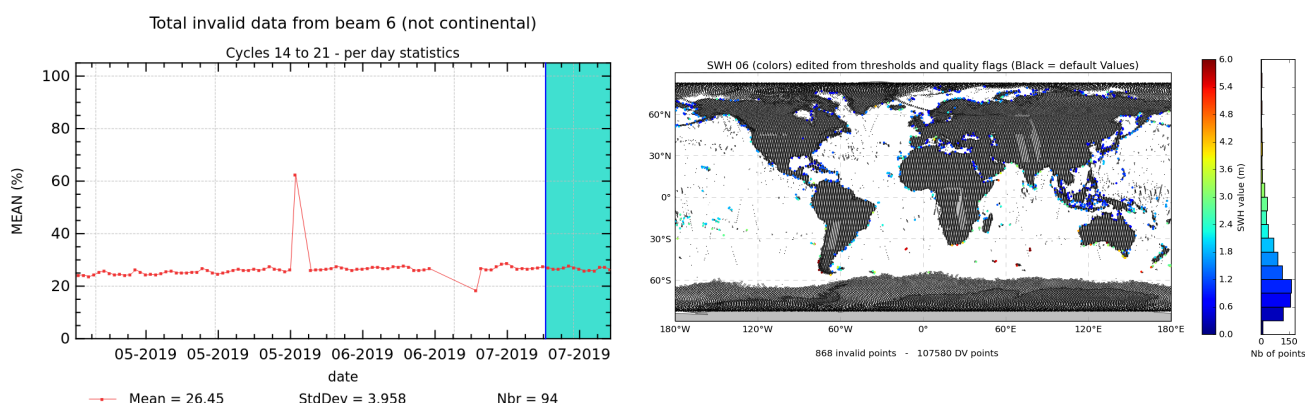 Total invalid data from beam 6 (not continental)
Cycles 14 to 21 - per day statistics
MEAN (%)
100
80
60
40
20
0
05-2019 05-2019 05-2019 06-2019 06-2019 07-2019 07-2019
date
Mean = 26.45 StdDev = 3.958 Nbr = 94
SWH 06 (colors) edited from thresholds and quality flags (Black = default Values)
60°N
30°N
0°
30°S
60°S
180°W 120°W 60°W 0° 60°E 120°E 180°E
868 invalid points - 107580 DV points
6.0
5.4
4.8
4.2
3.6
3.0
2.4
1.8
1.2
0.6
0.0
SWH value (m)
0 150
Nb of points